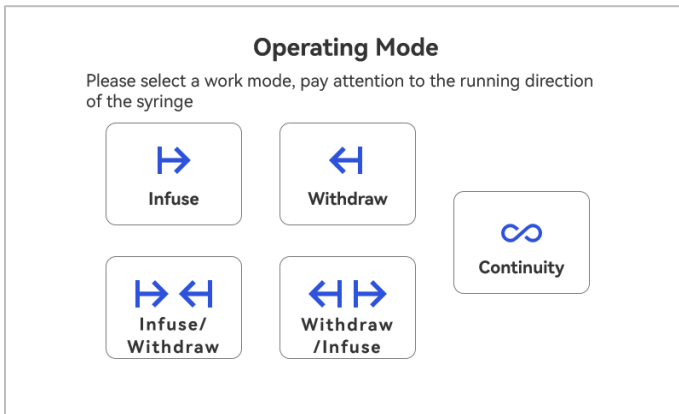 Operating Mode
Please select a work mode, pay attention to the running direction
of the syringe
Infuse
Withdraw
Continuity
Infuse/
Withdraw
Withdraw
/Infuse